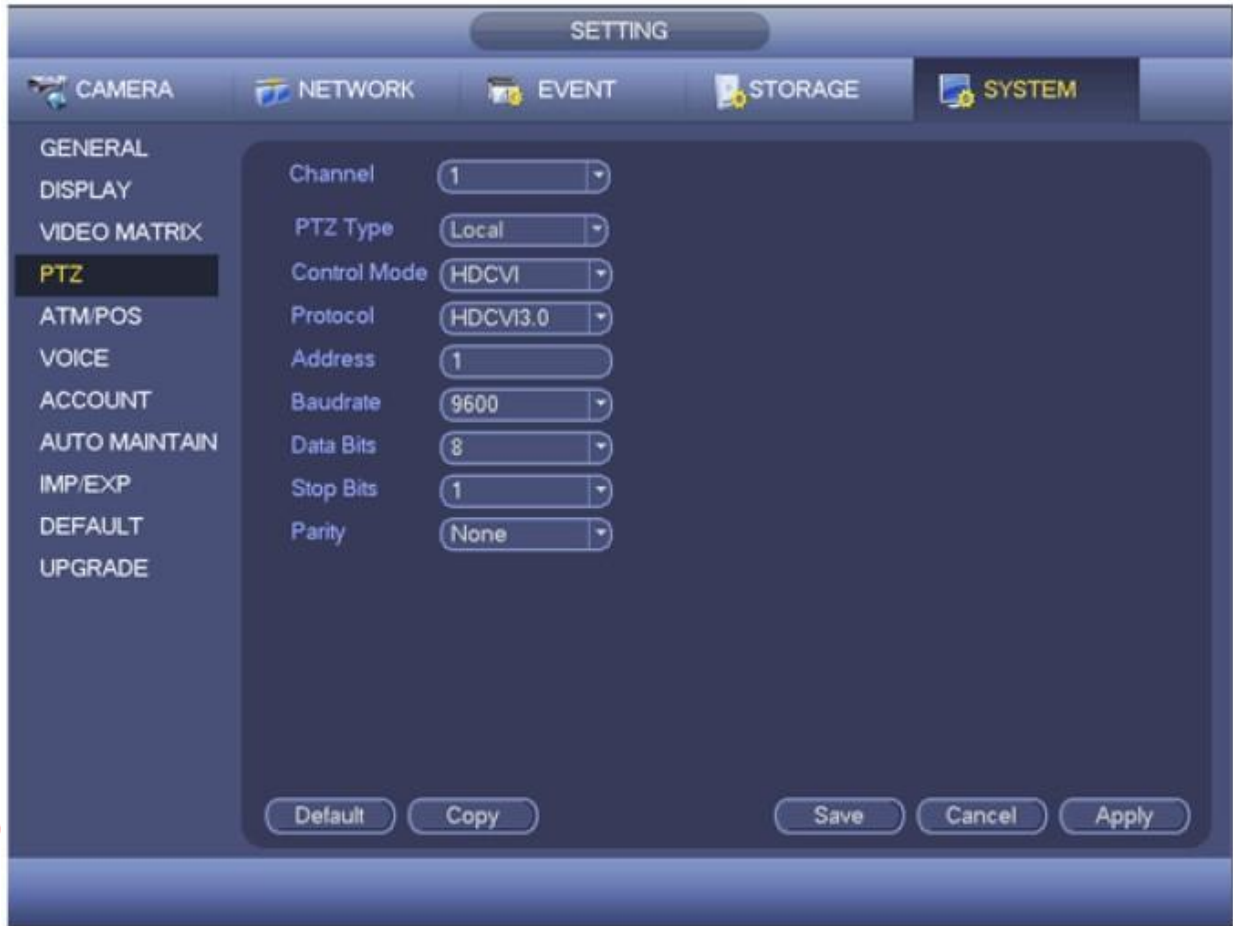 SETTING
CAMERA NETWORK EVENT STORAGE SYSTEM
GENERAL
DISPLAY
VIDEO MATRIX
PTZ
ATM/POS
VOICE
ACCOUNT
AUTO MAINTAIN
IMP/EXP
DEFAULT
UPGRADE
Channel 1
PTZ Type Local
Control Mode HDCVI
Protocol HDCVI3.0
Address 1
Baudrate 9600
Data Bits 8
Stop Bits 1
Parity None
Default Copy Save Cancel Apply